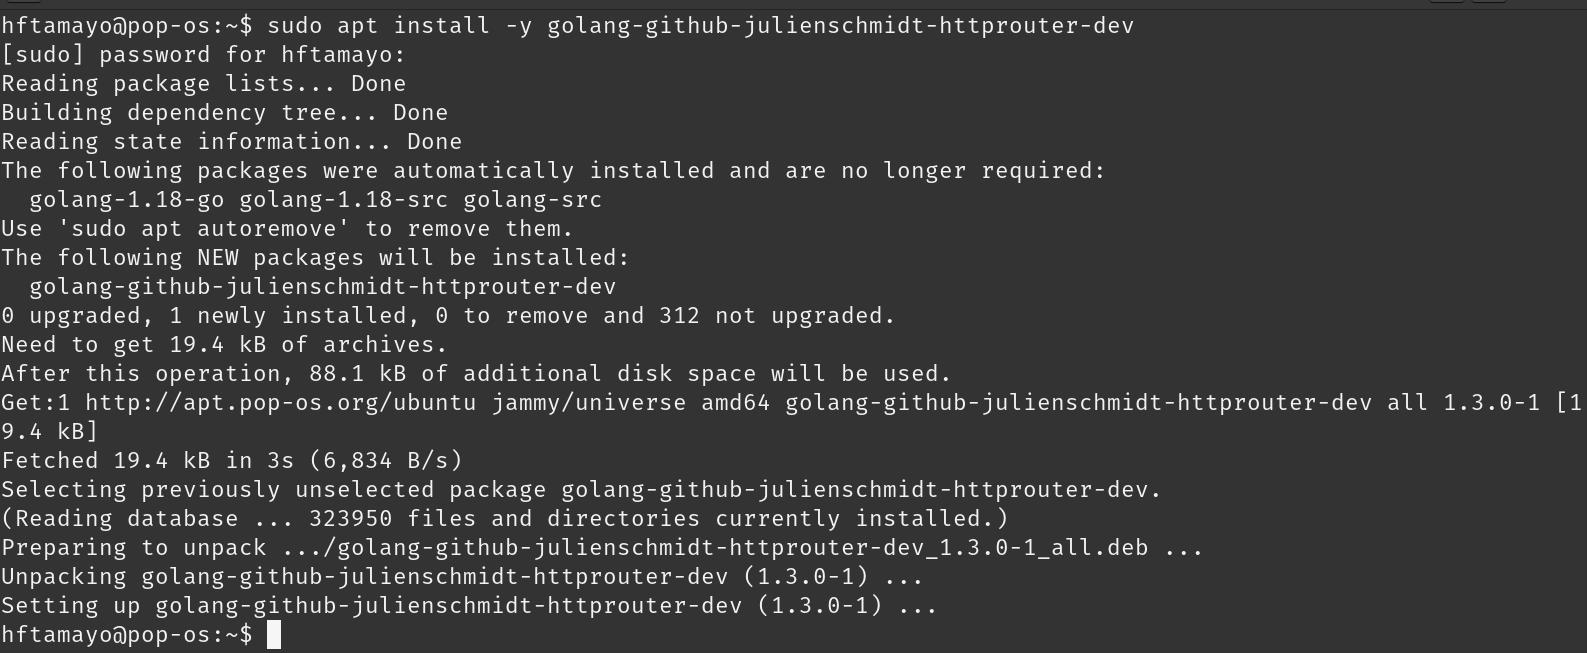 hftamayo@pop-os:~$ sudo apt install -y golang-github-julienschmidt-httprouter-dev
[sudo] password for hftamayo:
Reading package lists... Done
Building dependency tree... Done
Reading state information... Done
The following packages were automatically installed and are no longer required:
  golang-1.18-go golang-1.18-src golang-src
Use 'sudo apt autoremove' to remove them.
The following NEW packages will be installed:
  golang-github-julienschmidt-httprouter-dev
0 upgraded, 1 newly installed, 0 to remove and 312 not upgraded.
Need to get 19.4 kB of archives.
After this operation, 88.1 kB of additional disk space will be used.
Get:1 http://apt.pop-os.org/ubuntu jammy/universe amd64 golang-github-julienschmidt-httprouter-dev all 1.3.0-1 [1
9.4 kB]
Fetched 19.4 kB in 3s (6,834 B/s)
Selecting previously unselected package golang-github-julienschmidt-httprouter-dev.
(Reading database ... 323950 files and directories currently installed.)
Preparing to unpack .../golang-github-julienschmidt-httprouter-dev_1.3.0-1_all.deb ...
Unpacking golang-github-julienschmidt-httprouter-dev (1.3.0-1) ...
Setting up golang-github-julienschmidt-httprouter-dev (1.3.0-1) ...
hftamayo@pop-os:~$